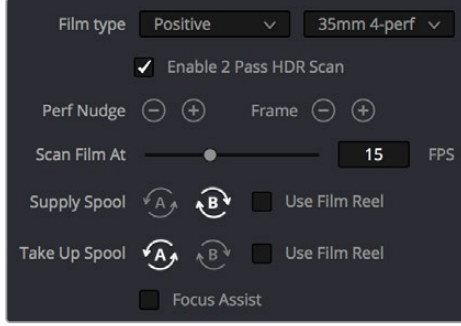 Film type Positive 35mm 4-perf
Enable 2 Pass HDR Scan
Perf Nudge Frame
Scan Film At 15 FPS
Supply Spool A B Use Film Reel
Take Up Spool A B Use Film Reel
Focus Assist